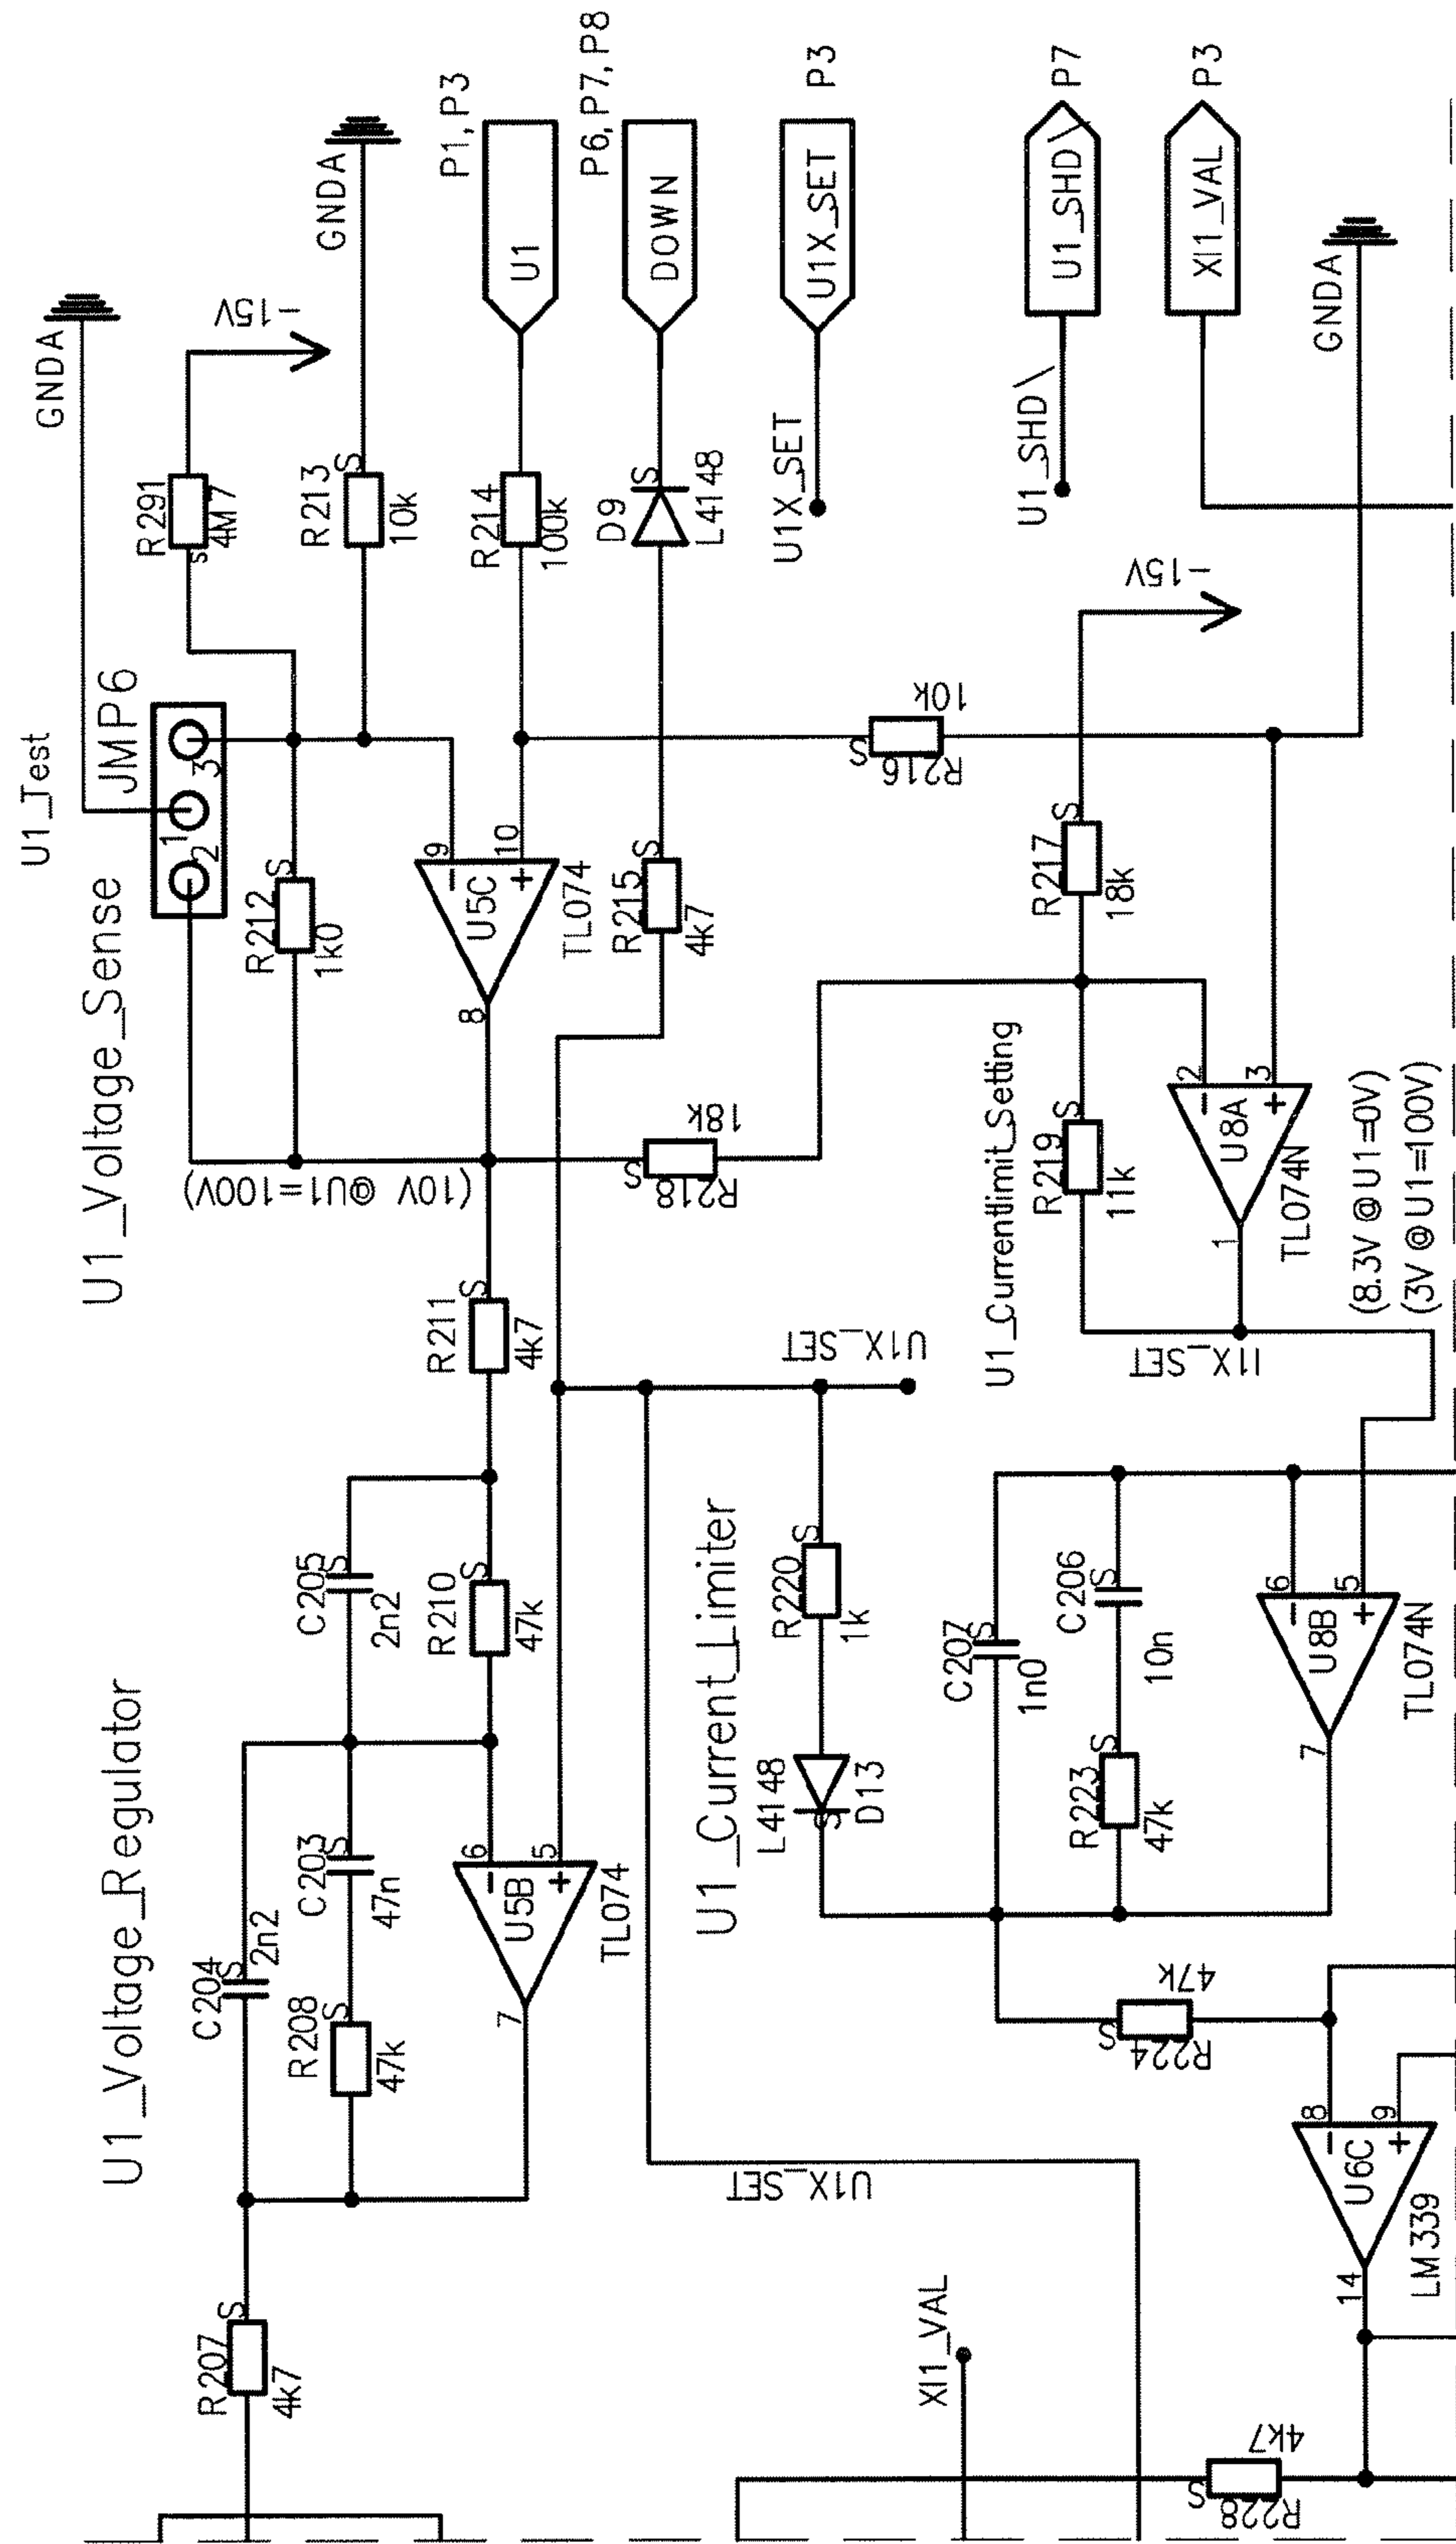 U1_Test
GNDA
-15V
R291
4M7
S
JMP6
1
2
3
U1_Voltage_Sense
R212
1k0
S
R213
10k
S
GNDA
P1, P3
U1
R214
100k
9
10
U5C
TL074
8
P6, P7, P8
DOWN
D9
L4148
S
R215
4k7
S
P3
U1X_SET
U1X_SET
P7
U1_SHD\
U1_SHD\
P3
XI1_VAL
GNDA
R216
10k
S
-15V
R217
18k
S
R218
18k
S
(10V @U1=100V)
U1_Currentlimit_Setting
R219
11k
S
2
3
U8A
TL074N
1
(8.3V @U1=0V)
(3V @U1=100V)
I1X_SET
R211
4k7
S
U1X_SET
U1_Voltage_Regulator
C205
2n2
S
R210
47k
S
C204
2n2
S
C203
47n
S
R208
47k
S
6
5
U5B
TL074
7
R207
4k7
S
U1_Current_Limiter
R220
1k
S
L4148
D13
S
C207
1n0
S
C206
10n
S
R223
47k
S
6
5
U8B
TL074N
7
R224
47k
S
U1X_SET
8
9
U6C
LM339
14
XI1_VAL
R228
4k7
S